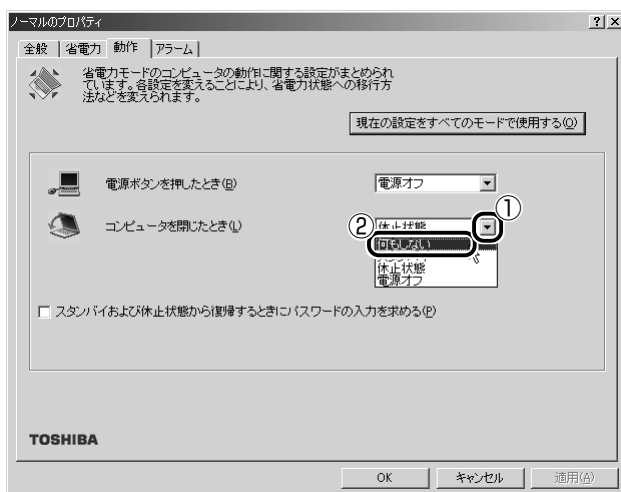 ノーマルのプロパティ
全般 省電力 動作 アラーム
省電力モードのコンピュータの動作に関する設定がまとめられ
ています。各設定を変えることにより、省電力状態への移行方
法などを変えられます。
現在の設定をすべてのモードで使用する(O)
電源ボタンを押したとき(B) 電源オフ
①
コンピュータを閉じたとき(L) 休止状態
② 何もしない
休止状態
電源オフ
スタンバイおよび休止状態から復帰するときにパスワードの入力を求める(P)
TOSHIBA
OK キャンセル 適用(A)